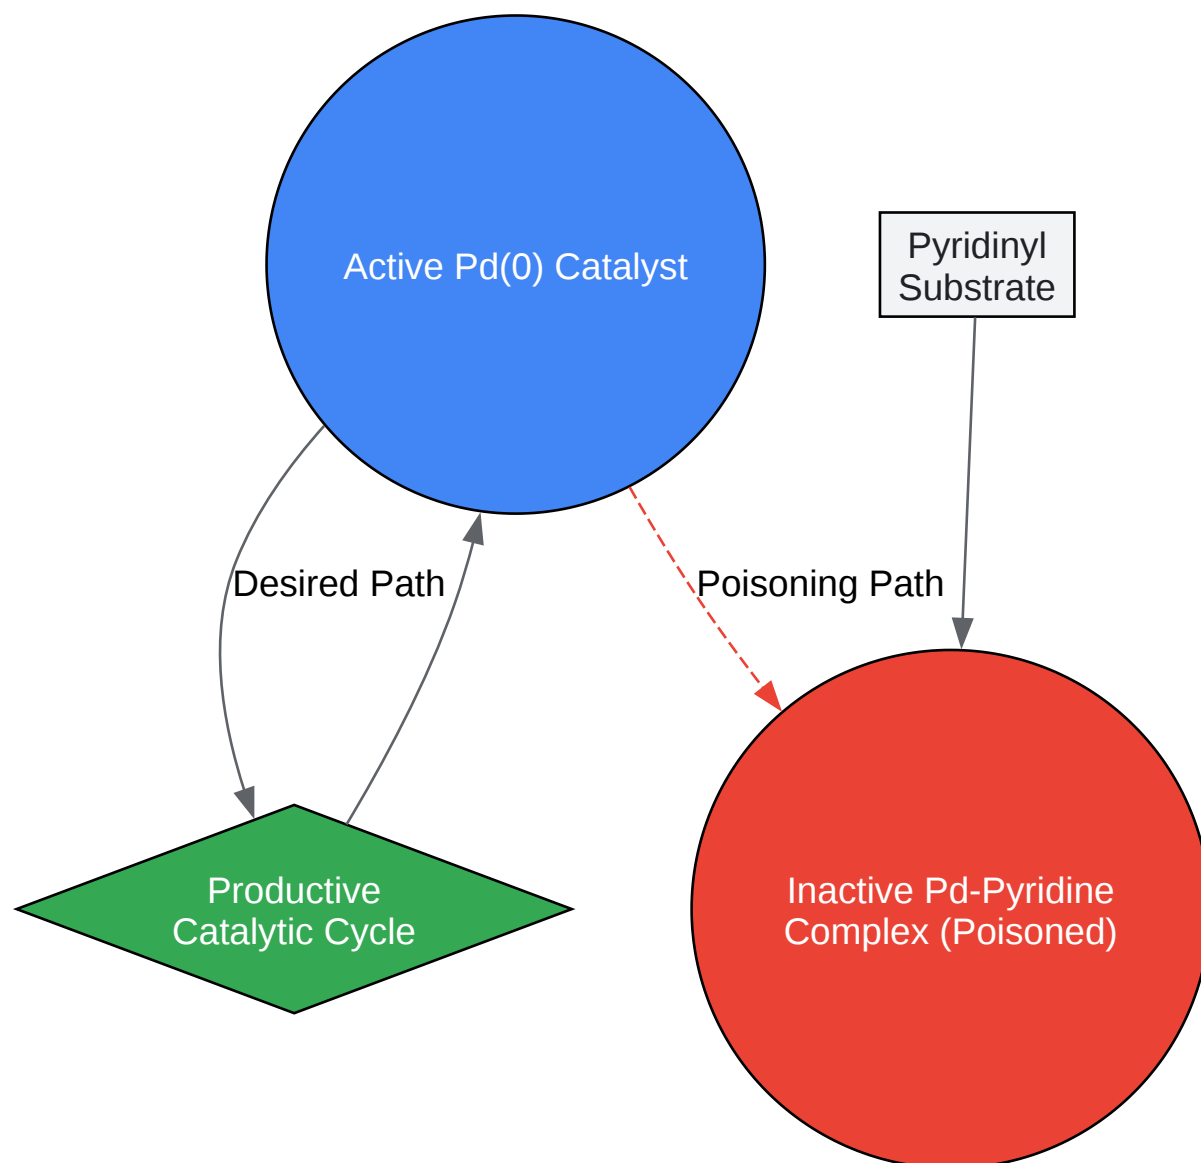 Active Pd(0) Catalyst
Pyridinyl
Substrate
Desired Path
Poisoning Path
Productive
Catalytic Cycle
Inactive Pd-Pyridine
Complex (Poisoned)